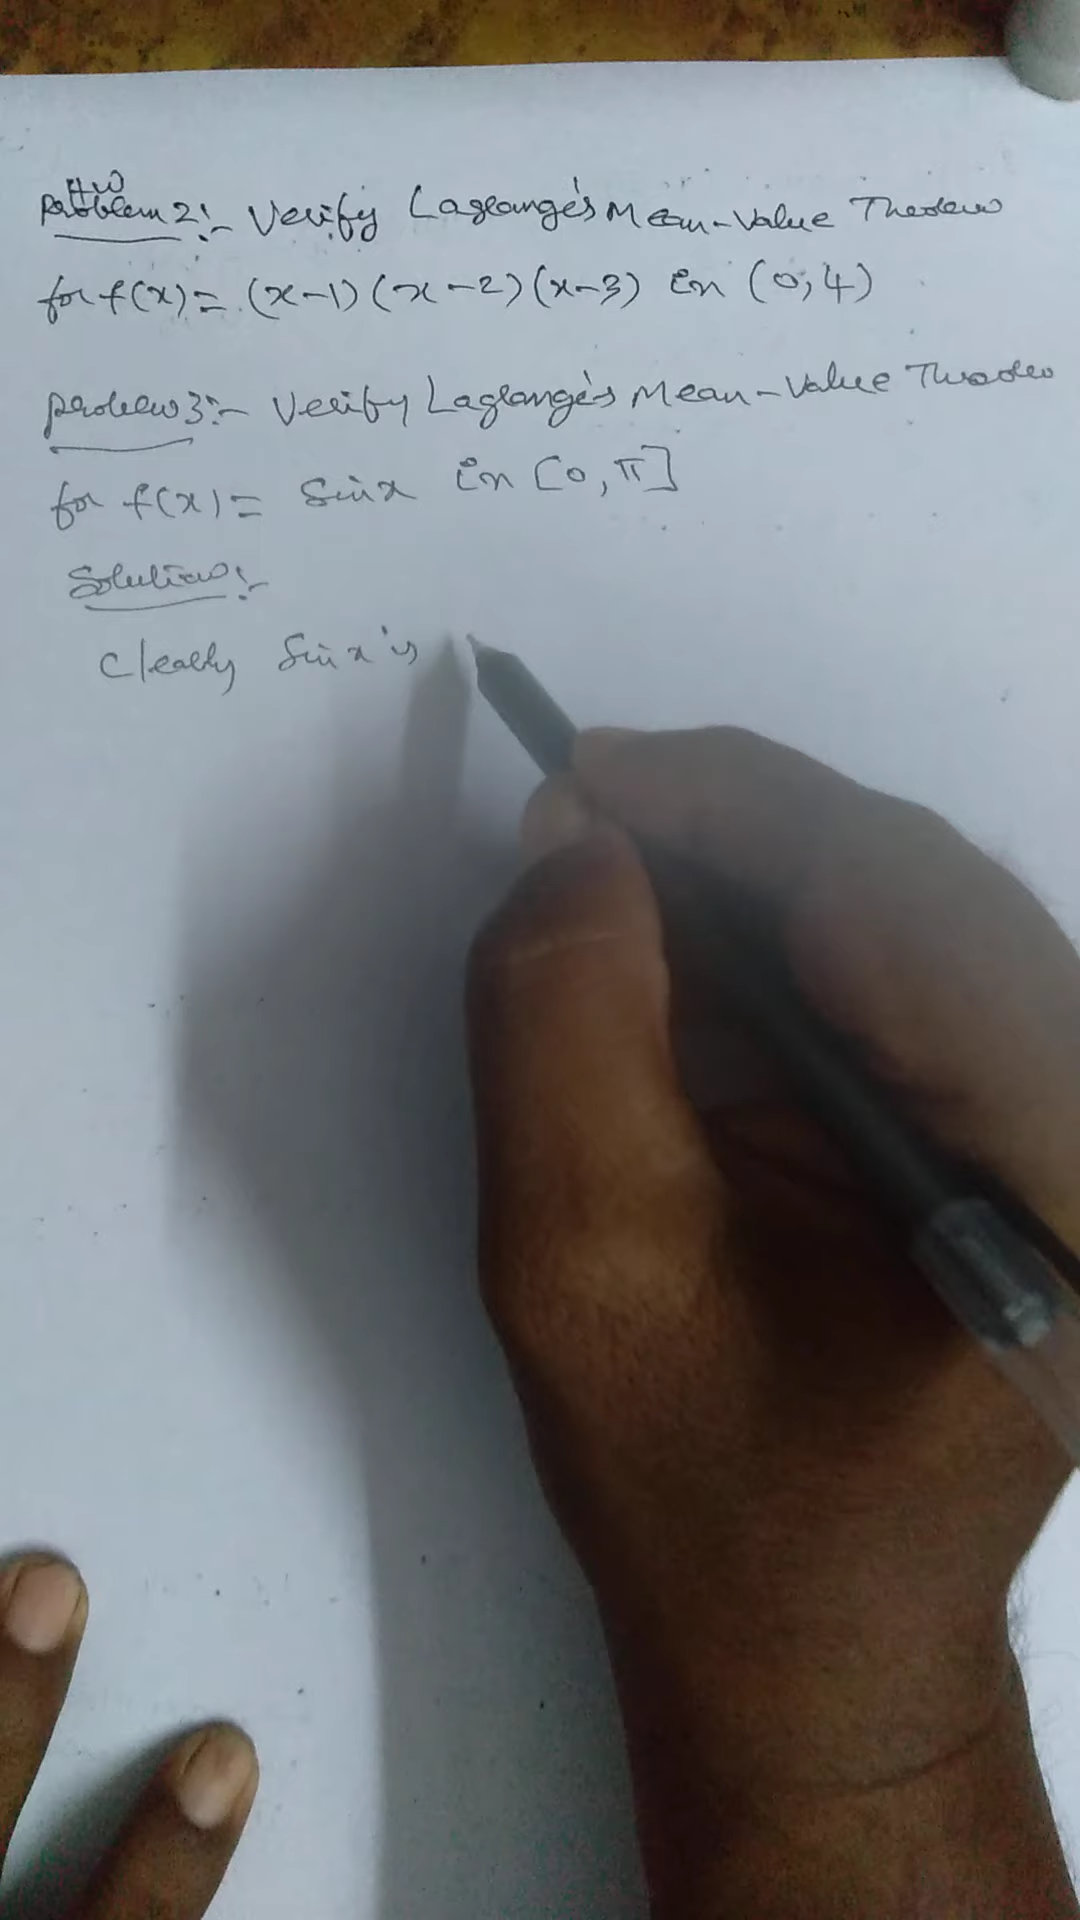 HW
Problem 2:- Verify Lagrange's Mean-Value Theorem
for f(x) = (x-1)(x-2)(x-3) in (0,4)
Problem 3:- Verify Lagrange's Mean-Value Theorem
for f(x) = Sin x in [0, π]
Solution:-
Clearly Sin x is